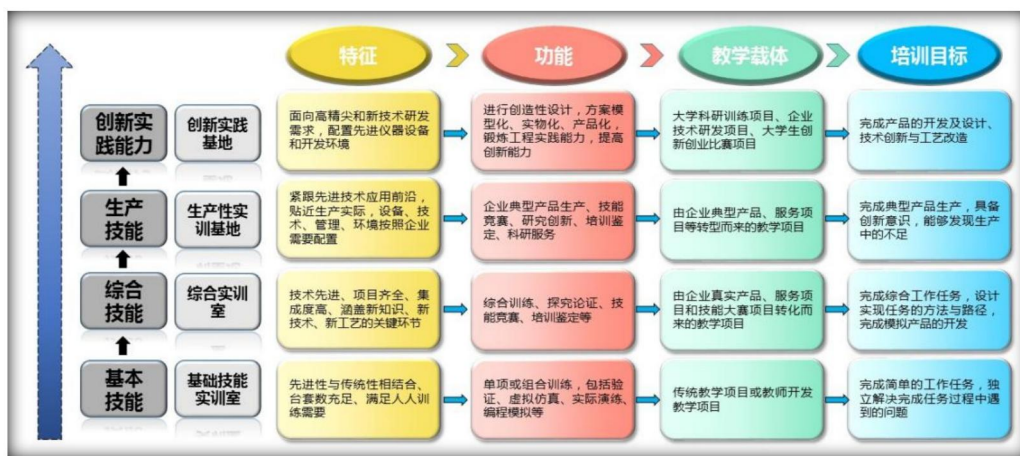 特征
功能
教学载体
培训目标
创新实
践能力
创新实践
基地
面向高精尖和新技术研发
需求，配置先进仪器设备
和开发环境
进行创造性设计，方案模
型化、实物化、产品化，
锻炼工程实践能力，提高
创新能力
大学科研训练项目、企业
技术研发项目、大学生创
新创业比赛项目
完成产品的开发及设计、
技术创新与工艺改造
生产
技能
生产性实
训基地
紧跟先进技术应用前沿，
贴近生产实际，设备、技
术、管理、环境按照企业
需要配置
企业典型产品生产、技能
竞赛、研究创新、培训鉴
定、科研服务
由企业典型产品、服务项
目等转型而来的教学项目
完成典型产品生产，具备
创新意识，能够发现生产
中的不足
综合
技能
综合实训
室
技术先进、项目齐全、集
成度高、涵盖新知识、新
技术、新工艺的关键环节
综合训练、探究论证、技
能竞赛、培训鉴定等
由企业真实产品、服务项
目和技能大赛项目转化而
来的教学项目
完成综合工作任务，设计
实现任务的方法与路径，
完成模拟产品的开发
基本
技能
基础技能
实训室
先进性与传统性相结合、
台套数充足、满足人人训
练需要
单项或组合训练，包括验
证、虚拟仿真、实际演练、
编程模拟等
传统教学项目或教师开发
教学项目
完成简单的工作任务，独
立解决完成任务过程中遇
到的问题